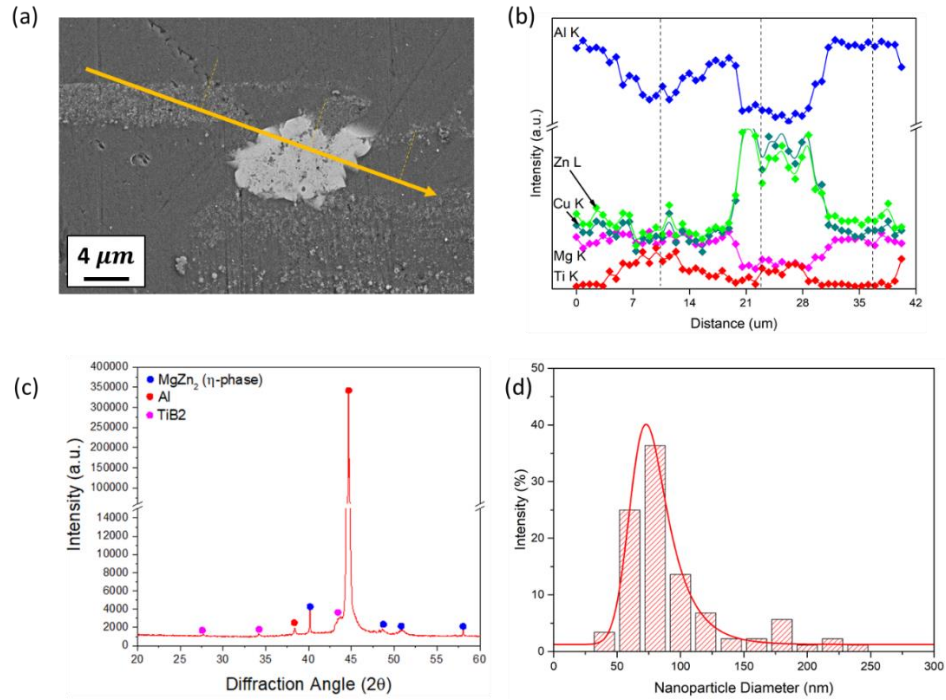 (a)
4 μm
(b)
Al K
Zn L
Cu K
Mg K
Ti K
Intensity (a.u.)
0 7 14 21 28 35 42
Distance (um)
(c)
MgZn₂ (η-phase)
Al
TiB2
400000
350000
300000
250000
200000
14000
12000
10000
8000
6000
4000
2000
0
Intensity (a.u.)
20 25 30 35 40 45 50 55 60
Diffraction Angle (2θ)
(d)
50
40
30
20
10
0
Intensity (%)
0 50 100 150 200 250 300
Nanoparticle Diameter (nm)